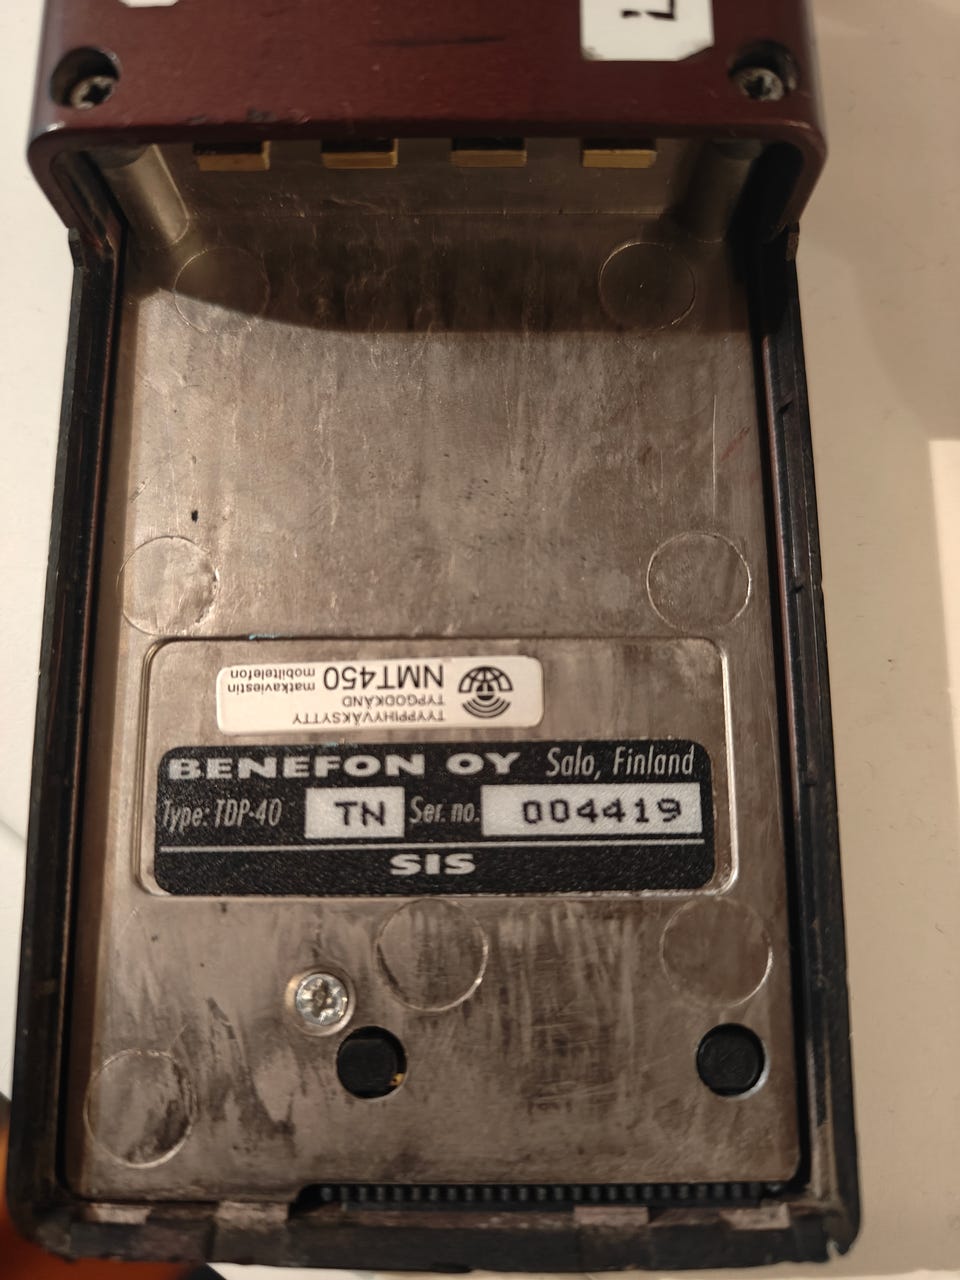 TYYPPIHYVÄKSYTTY
TYPGODKÄND
NMT450
matkaviestin
mobiltelefon
BENEFON OY Salo, Finland
Type: TDP-40 TN Ser. no. 004419
SIS